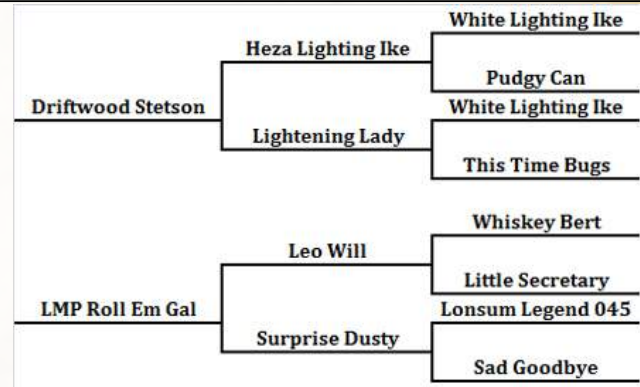 White Lighting Ike
Heza Lighting Ike
Pudgy Can
Driftwood Stetson
White Lighting Ike
Lightening Lady
This Time Bugs
Whiskey Bert
Leo Will
Little Secretary
LMP Roll Em Gal
Lonsum Legend 045
Surprise Dusty
Sad Goodbye